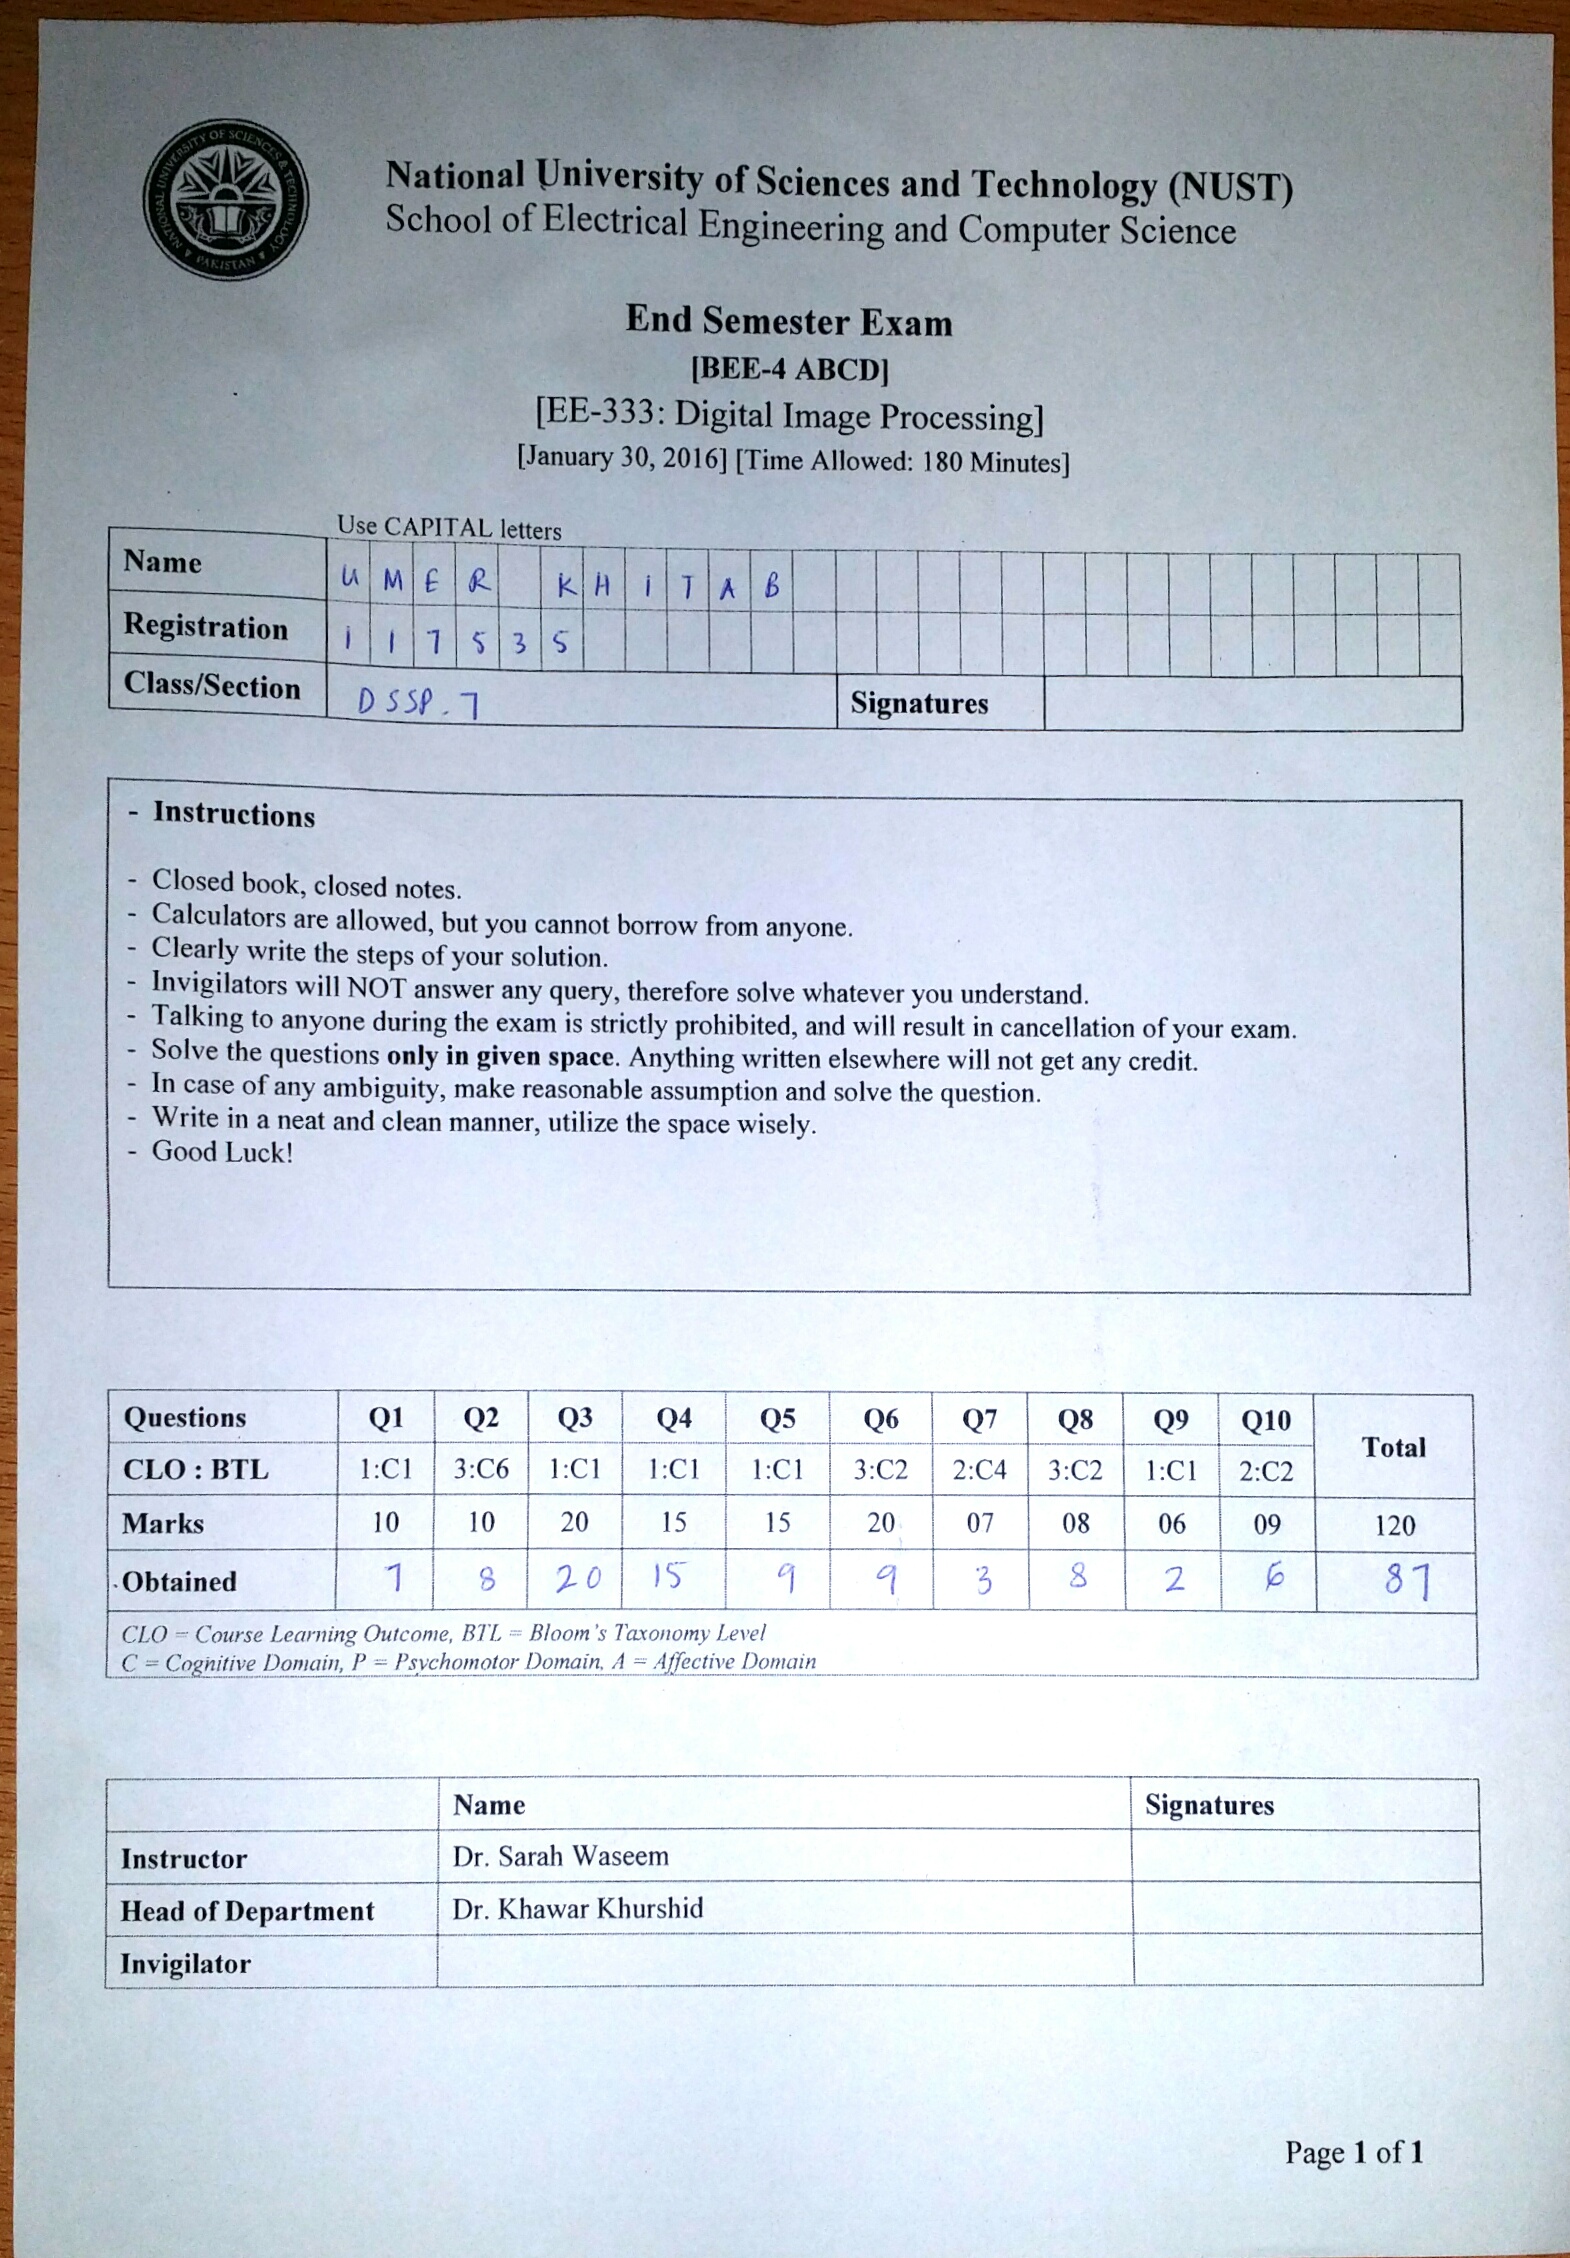 NATIONAL UNIVERSITY OF SCIENCES & TECHNOLOGY
PAKISTAN
National University of Sciences and Technology (NUST)
School of Electrical Engineering and Computer Science
End Semester Exam
[BEE-4 ABCD]
[EE-333: Digital Image Processing]
[January 30, 2016] [Time Allowed: 180 Minutes]
Use CAPITAL letters
Name UMER KHITAB
Registration 117535
Class/Section DSSP-7 Signatures
- Instructions
- Closed book, closed notes.
- Calculators are allowed, but you cannot borrow from anyone.
- Clearly write the steps of your solution.
- Invigilators will NOT answer any query, therefore solve whatever you understand.
- Talking to anyone during the exam is strictly prohibited, and will result in cancellation of your exam.
- Solve the questions only in given space. Anything written elsewhere will not get any credit.
- In case of any ambiguity, make reasonable assumption and solve the question.
- Write in a neat and clean manner, utilize the space wisely.
- Good Luck!
Questions Q1 Q2 Q3 Q4 Q5 Q6 Q7 Q8 Q9 Q10 Total
CLO : BTL 1:C1 3:C6 1:C1 1:C1 1:C1 3:C2 2:C4 3:C2 1:C1 2:C2
Marks 10 10 20 15 15 20 07 08 06 09 120
Obtained 7 8 20 15 9 9 3 8 2 6 87
CLO = Course Learning Outcome, BTL = Bloom's Taxonomy Level
C = Cognitive Domain, P = Psychomotor Domain, A = Affective Domain
Name Signatures
Instructor Dr. Sarah Waseem
Head of Department Dr. Khawar Khurshid
Invigilator
Page 1 of 1